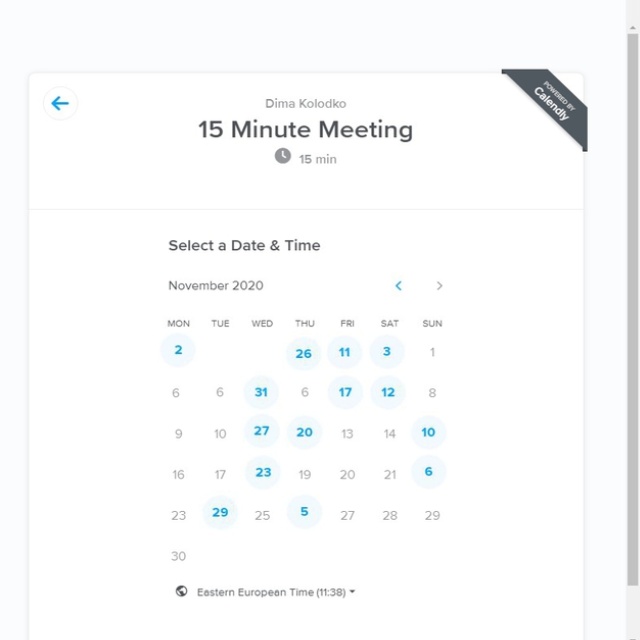 Dima Kolodko
POWERED BY
Calendly
15 Minute Meeting
15 min
Select a Date & Time
November 2020
MON TUE WED THU FRI SAT SUN
2 26 11 3 1
6 6 31 6 17 12 8
9 10 27 20 13 14 10
16 17 23 19 20 21 6
23 29 25 5 27 28 29
30
Eastern European Time (11:38)